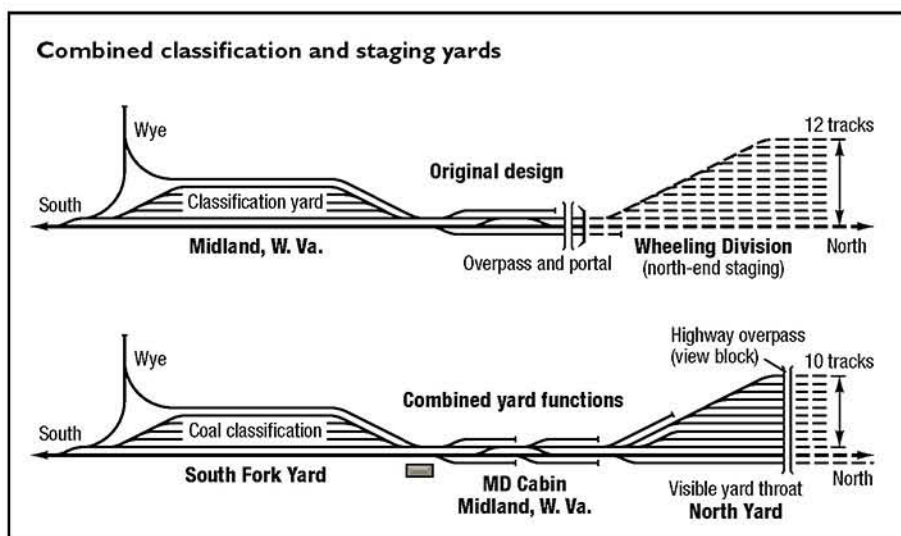 Combined classification and staging yards
Wye
12 tracks
Original design
South
Classification yard
Midland, W. Va.
Overpass and portal
Wheeling Division
(north-end staging)
North
Highway overpass
(view block)
10 tracks
Wye
Combined yard functions
South
Coal classification
South Fork Yard
MD Cabin
Midland, W. Va.
Visible yard throat
North Yard
North